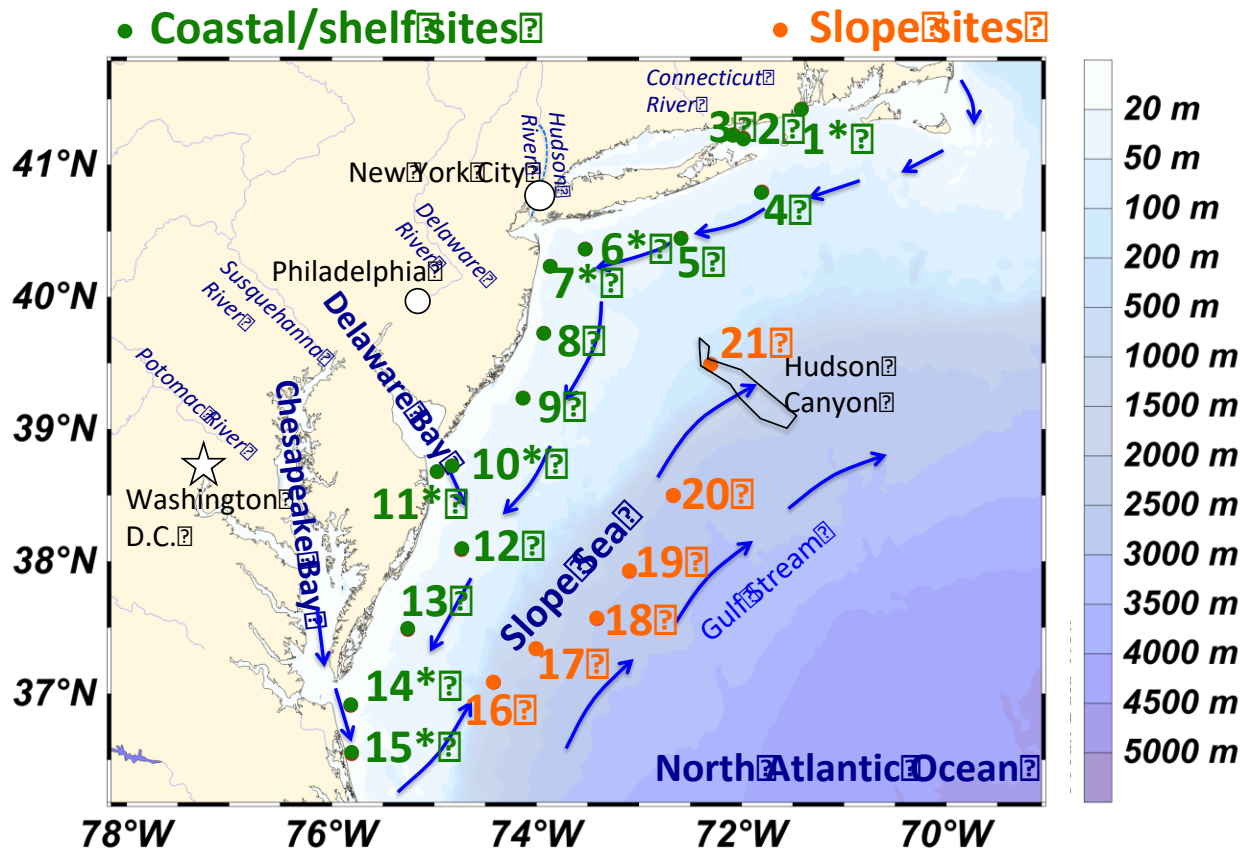 • Coastal/shelf sites
• Slope sites
Connecticut
River
Hudson
River
3 2 1*
41°N
New York City
4
Delaware
River
6* 5
Philadelphia
7*
Susquehanna
River
40°N
Delaware Bay
8
21
Hudson
Canyon
Potomac River
Chesapeake Bay
9
39°N
10*
Washington
D.C.
11*
20
12
38°N
19
Slope Sea
13
18
Gulf Stream
17
37°N
14*
16
15*
North Atlantic Ocean
78°W 76°W 74°W 72°W 70°W
20 m
50 m
100 m
200 m
500 m
1000 m
1500 m
2000 m
2500 m
3000 m
3500 m
4000 m
4500 m
5000 m